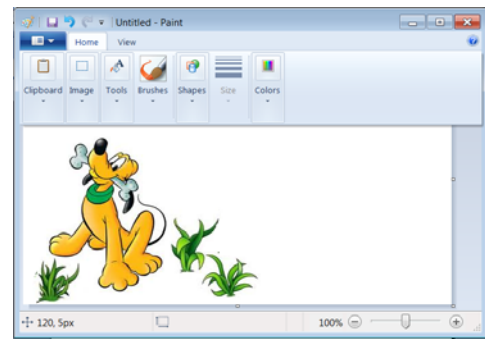 Untitled - Paint
Home View
Clipboard Image Tools Brushes Shapes Size Colors
120, 5px 100%